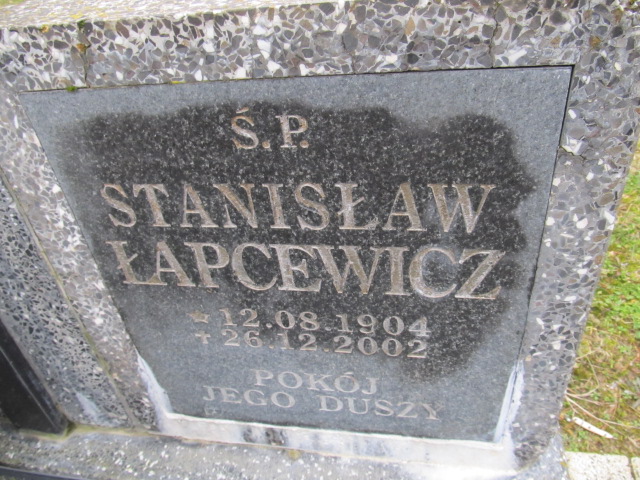 Ś.P.
STANISŁAW
ŁAPCEWICZ
* 12.08.1904
+ 26.12.2002
POKÓJ
JEGO DUSZY